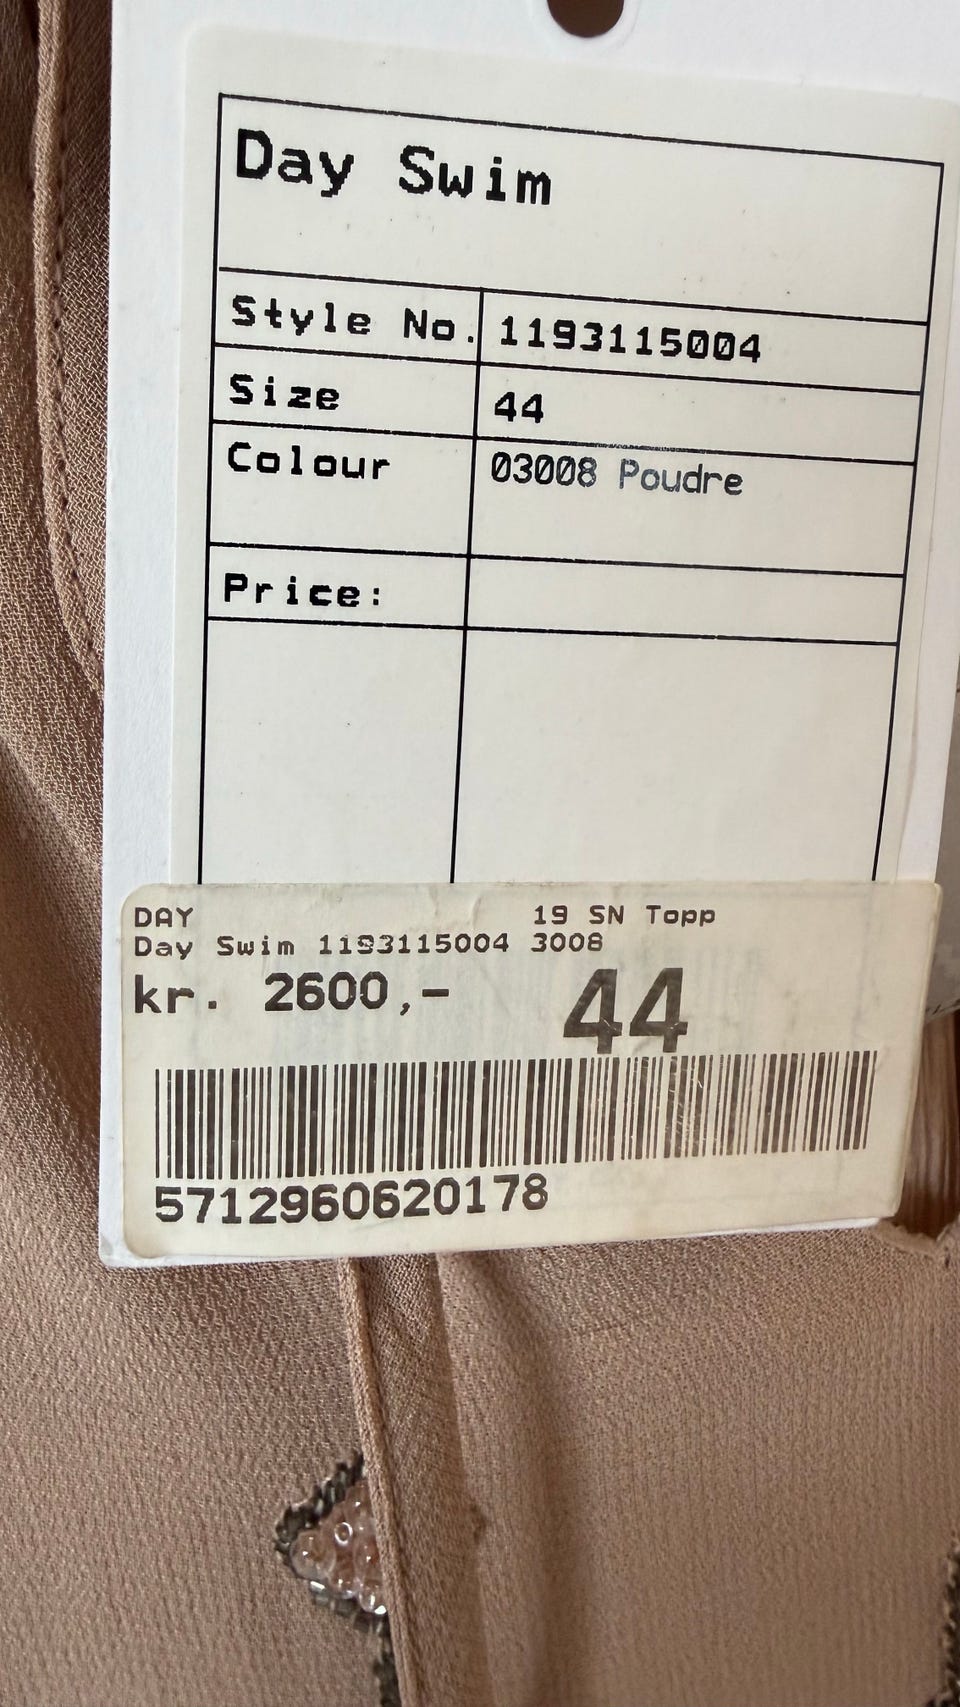 Day Swim
Style No. 1193115004
Size 44
Colour 03008 Poudre
Price:
DAY 19 SN Topp
Day Swim 1193115004 3008
kr. 2600,- 44
5712960620178